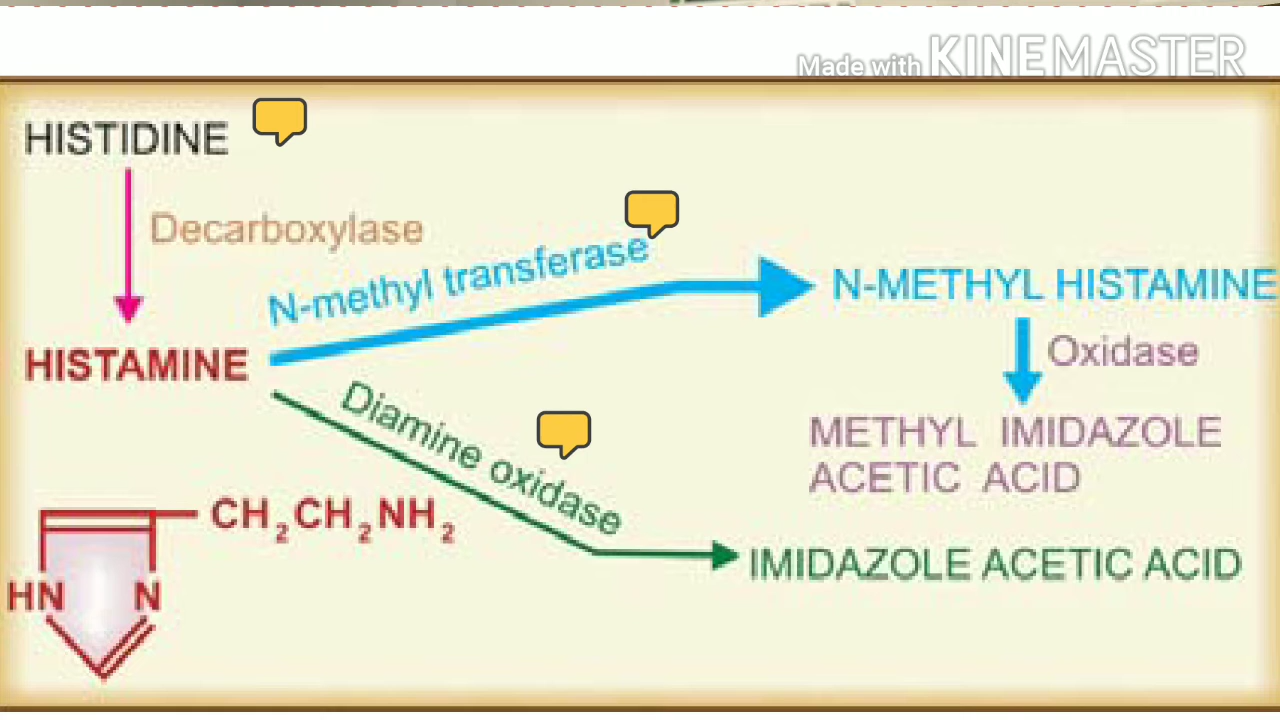 Made with KINEMASTER
HISTIDINE
Decarboxylase
N-methyl transferase
N-METHYL HISTAMINE
HISTAMINE
Oxidase
Diamine oxidase
METHYL IMIDAZOLE
ACETIC ACID
CH₂CH₂NH₂
IMIDAZOLE ACETIC ACID
HN N